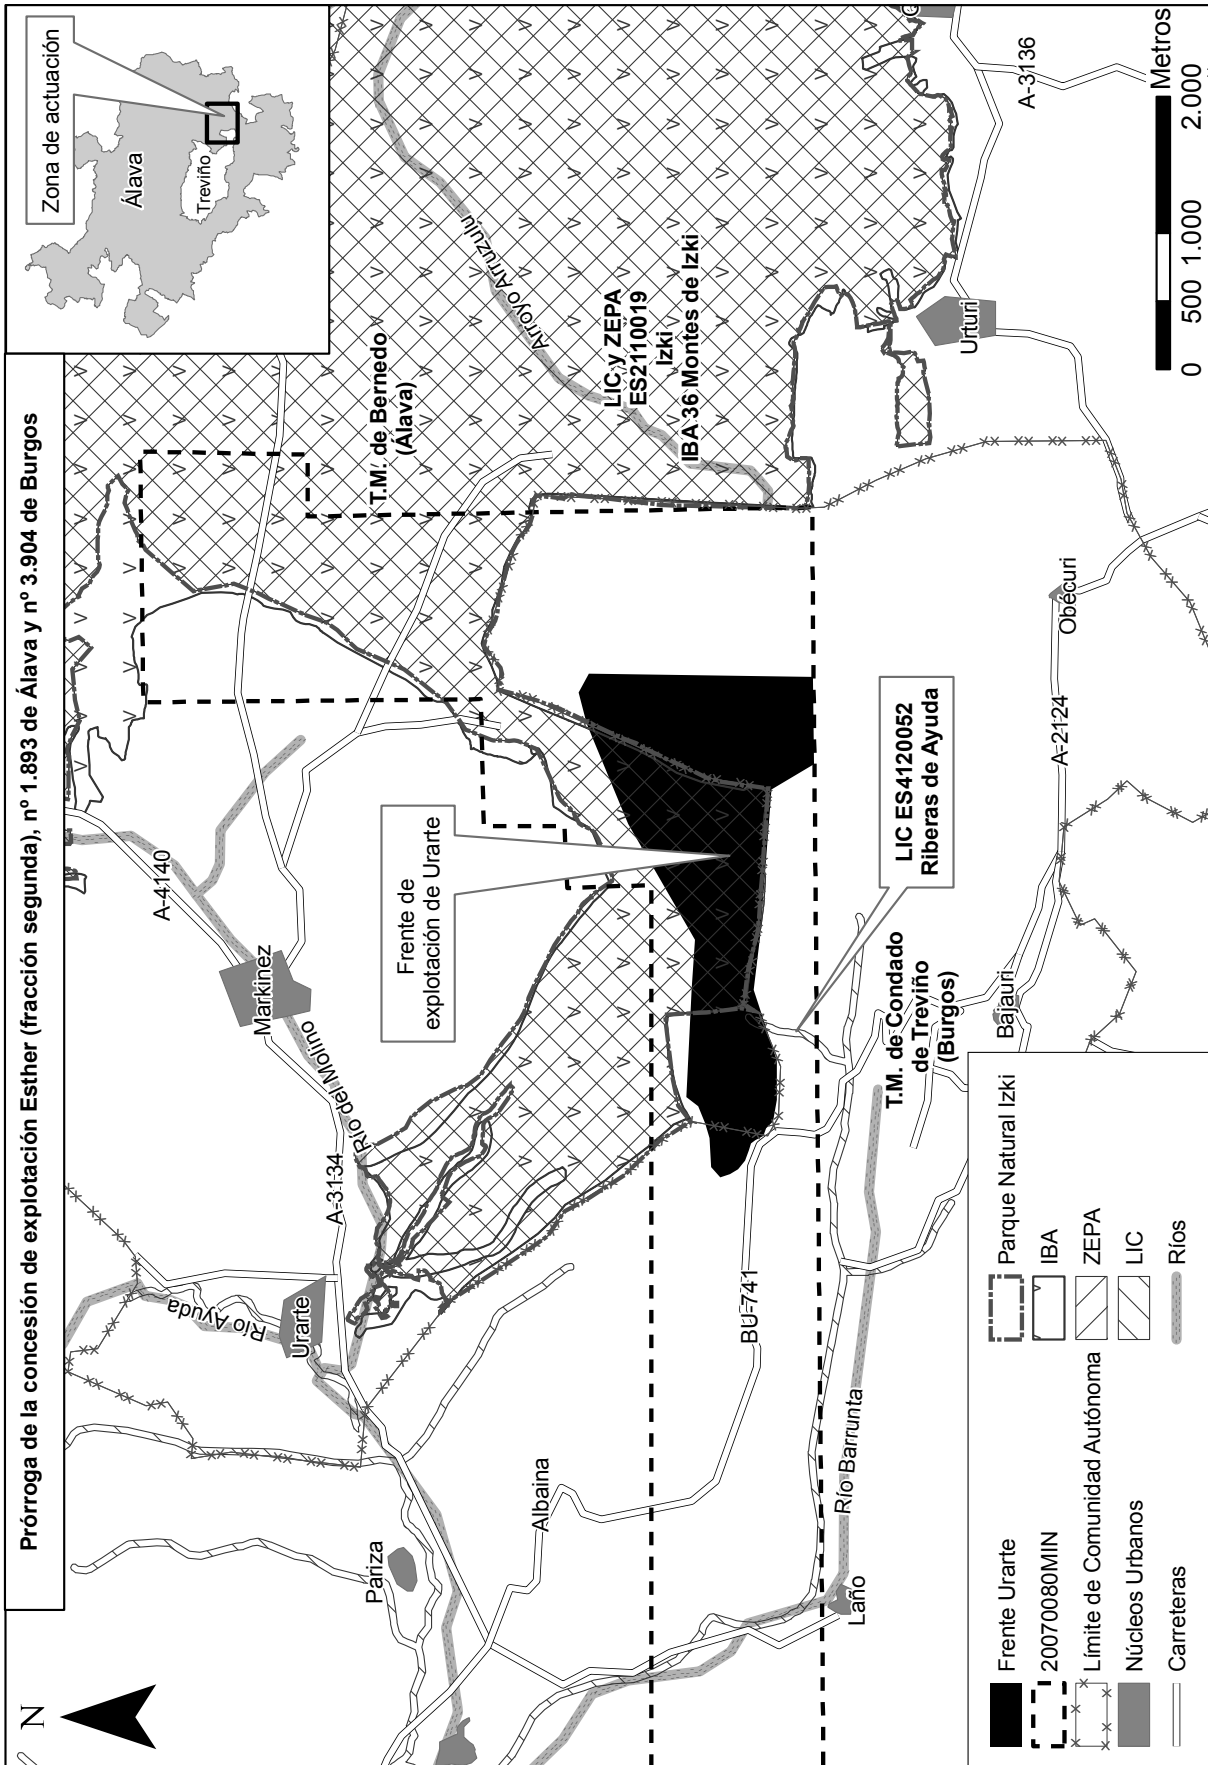 Prórroga de la concesión de explotación Esther (fracción segunda), nº 1.893 de Álava y nº 3.904 de Burgos
N
Zona de actuación
Álava
Treviño
Pariza
Albaina
Laño
Río Ayuda
Urarte
A-3134
Río del Molino
Markinez
A-4140
Frente de
explotación de Urarte
T.M. de Bernedo
(Álava)
Arroyo Arruzulu
LIC y ZEPA
ES2110019
Izki
IBA 36 Montes de Izki
BU-741
Río Barrunta
LIC ES4120052
Riberas de Ayuda
T.M. de Condado
de Treviño
(Burgos)
Bajauri
A-2124
Obécuri
Urturi
A-3136
Frente Urarte
20070080MIN
Límite de Comunidad Autónoma
Núcleos Urbanos
Carreteras
Parque Natural Izki
IBA
ZEPA
LIC
Ríos
0 500 1.000 2.000
Metros